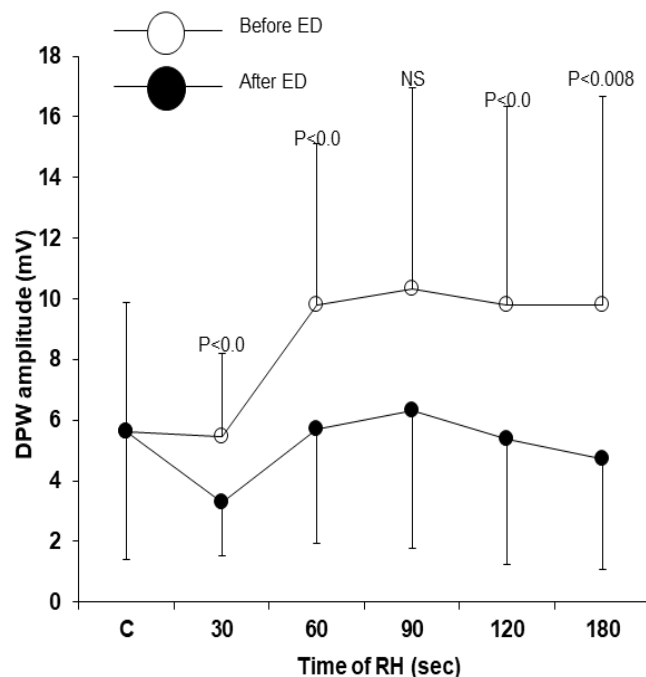 Before ED
After ED
18
16
14
12
10
8
6
4
2
0
DPW amplitude (mV)
P<0.0
P<0.0
NS
P<0.0
P<0.008
C 30 60 90 120 180
Time of RH (sec)